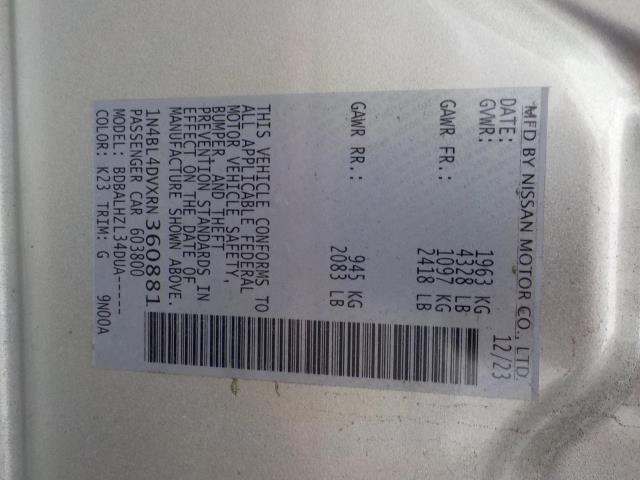 MFD BY NISSAN MOTOR CO., LTD.
DATE: 12/23
GVWR: 1963 KG
4328 LB
GAWR FR.: 1097 KG
2418 LB
GAWR RR.: 945 KG
2083 LB
THIS VEHICLE CONFORMS TO
ALL APPLICABLE FEDERAL
MOTOR VEHICLE SAFETY,
BUMPER, AND THEFT
PREVENTION STANDARDS IN
EFFECT ON THE DATE OF
MANUFACTURE SHOWN ABOVE.
1N4BL4DVXRN360881
PASSENGER CAR 603800
MODEL: BDBALHZL34DUA-----
COLOR: K23 TRIM: G 9N00A